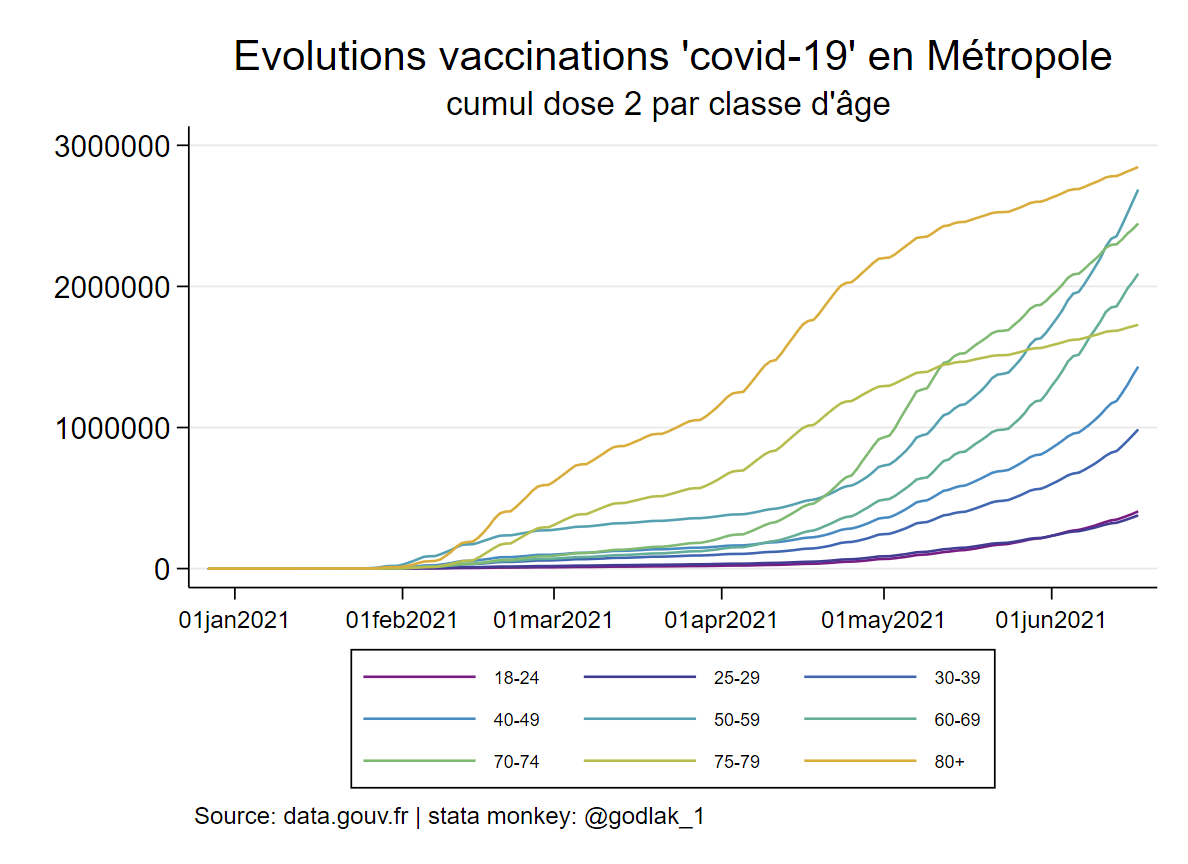 Evolutions vaccinations 'covid-19' en Métropole
cumul dose 2 par classe d'âge
3000000
2000000
1000000
0
01jan2021 01feb2021 01mar2021 01apr2021 01may2021 01jun2021
18-24 25-29 30-39
40-49 50-59 60-69
70-74 75-79 80+
Source: data.gouv.fr | stata monkey: @godlak_1